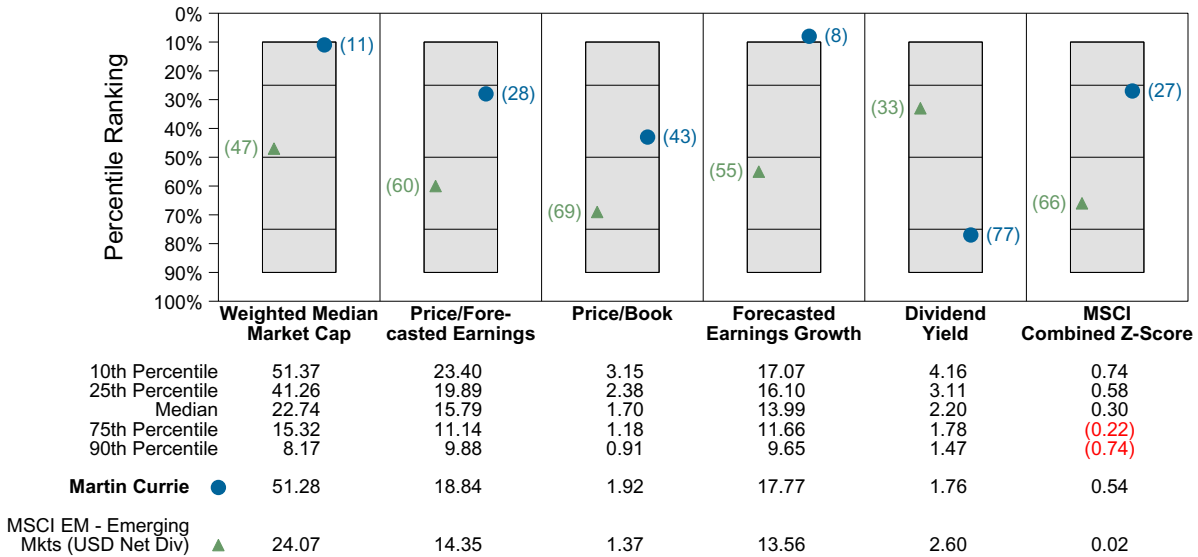 0%
10%
20%
30%
40%
50%
60%
70%
80%
90%
100%
Percentile Ranking
(11)
(47)
(28)
(60)
(43)
(69)
(8)
(55)
(33)
(77)
(27)
(66)
Weighted Median
Market Cap
Price/Fore-
casted Earnings
Price/Book
Forecasted
Earnings Growth
Dividend
Yield
MSCI
Combined Z-Score
10th Percentile 51.37 23.40 3.15 17.07 4.16 0.74
25th Percentile 41.26 19.89 2.38 16.10 3.11 0.58
Median 22.74 15.79 1.70 13.99 2.20 0.30
75th Percentile 15.32 11.14 1.18 11.66 1.78 (0.22)
90th Percentile 8.17 9.88 0.91 9.65 1.47 (0.74)
Martin Currie 51.28 18.84 1.92 17.77 1.76 0.54
MSCI EM - Emerging
Mkts (USD Net Div) 24.07 14.35 1.37 13.56 2.60 0.02